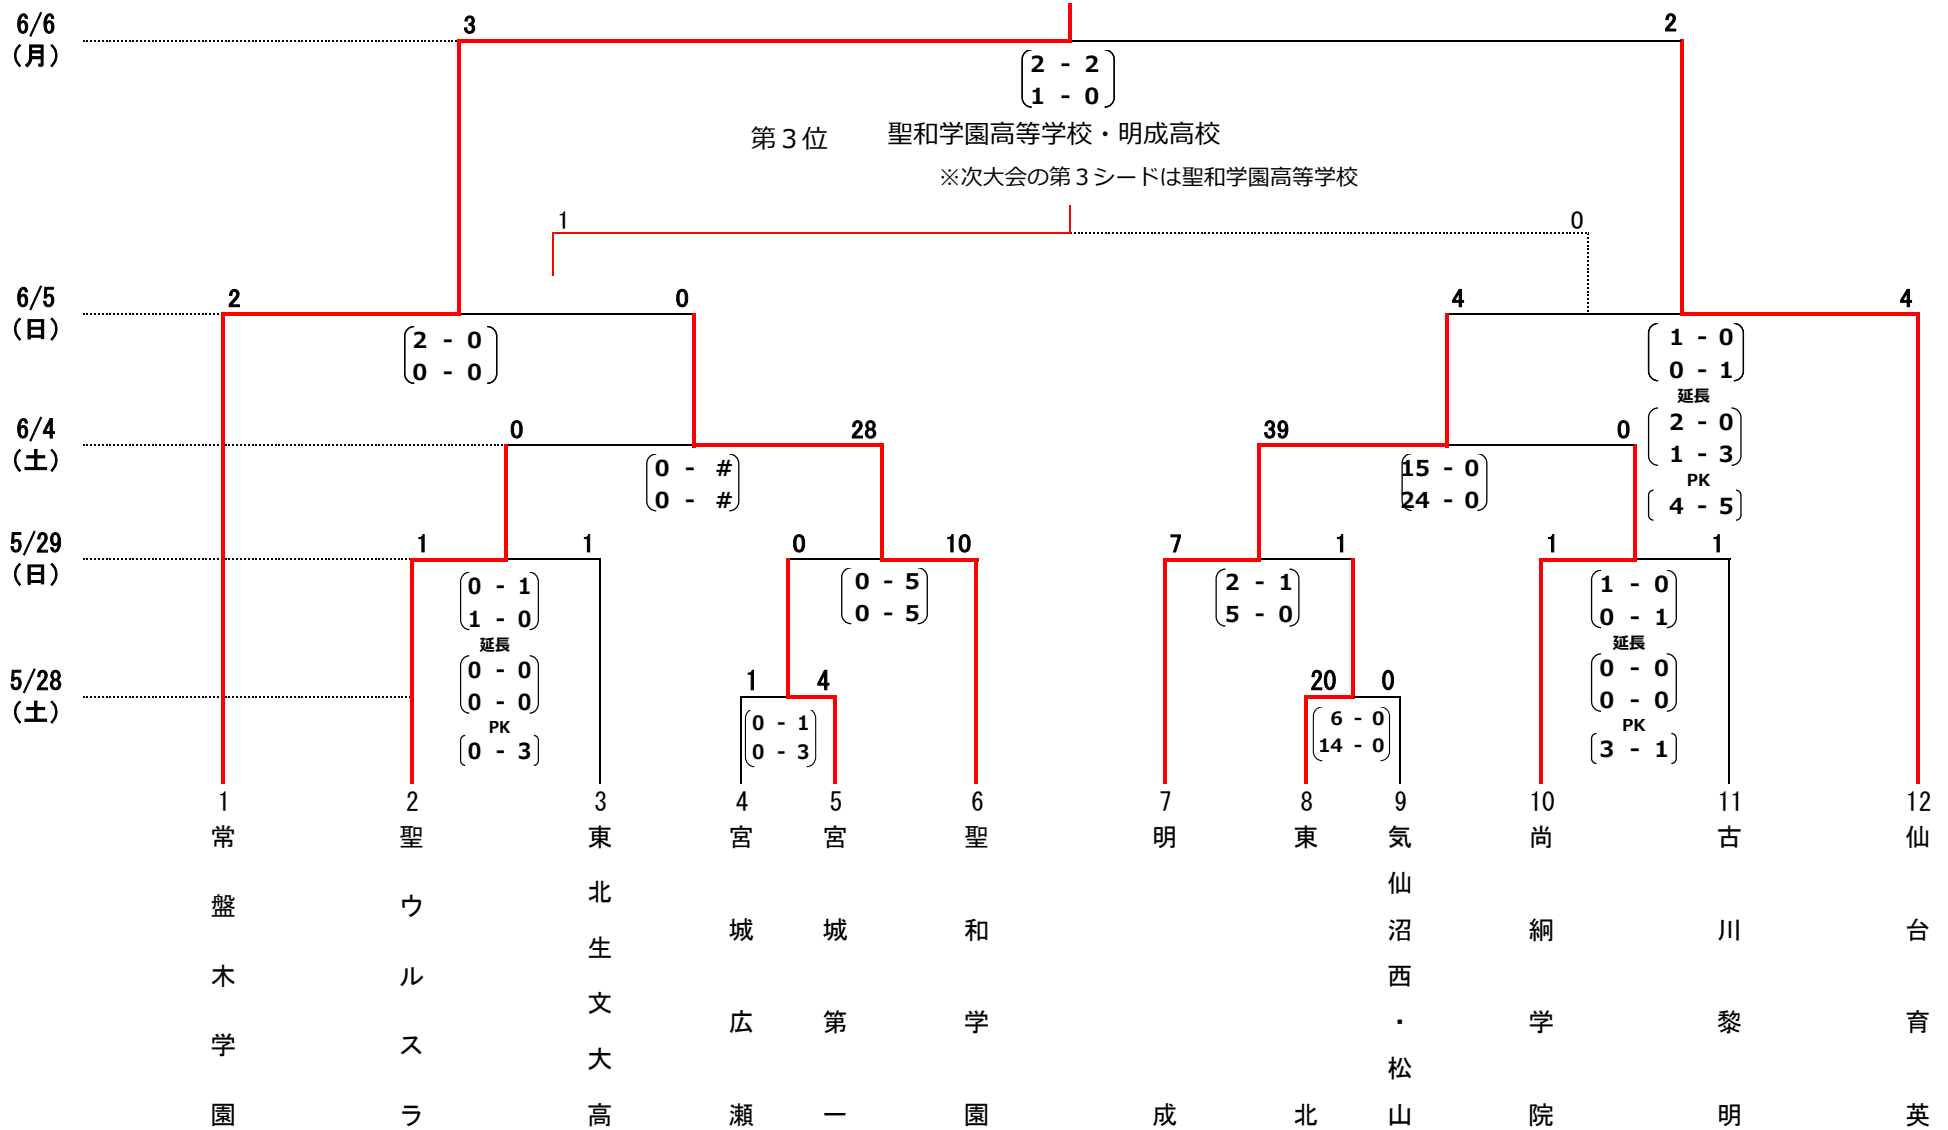 6/6 3 2
（月）
2 - 2
1 - 0
第３位 聖和学園高等学校・明成高校
※次大会の第３シードは聖和学園高等学校
1 0
6/5 2 0 4 4
（日）
2 - 0
0 - 0
1 - 0
0 - 1
延長
2 - 0
1 - 3
PK
4 - 5
6/4 0 28 39 0
（土）
0 - #
0 - #
15 - 0
24 - 0
5/29 1 1 0 10 7 1 1 1
（日）
0 - 1
1 - 0
延長
0 - 0
0 - 0
PK
0 - 3
0 - 5
0 - 5
2 - 1
5 - 0
1 - 0
0 - 1
延長
0 - 0
0 - 0
PK
3 - 1
5/28 1 4 20 0
（土）
0 - 1
0 - 3
6 - 0
14 - 0
1 2 3 4 5 6 7 8 9 10 11 12
常盤木学園
聖ウルスラ
東北生文大高
宮城広瀬
宮城第一
聖和学園
明成
東北
気仙沼西・松山
尚絅学院
古川黎明
仙台育英